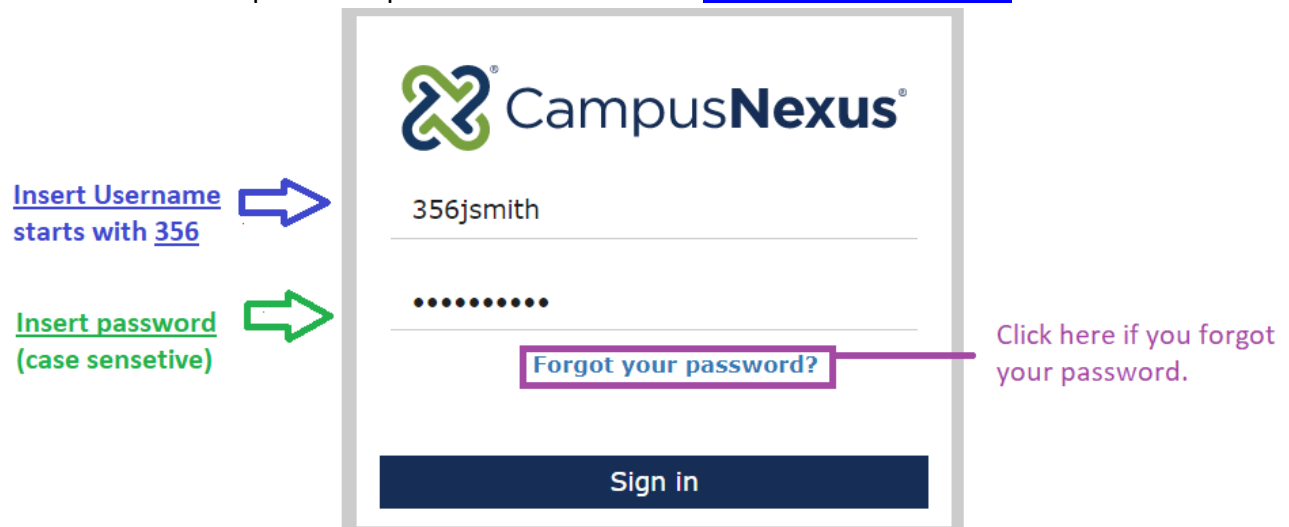 CampusNexus®
Insert Username
starts with 356
356jsmith
Insert password
(case sensetive)
••••••••••
Forgot your password?
Click here if you forgot
your password.
Sign in